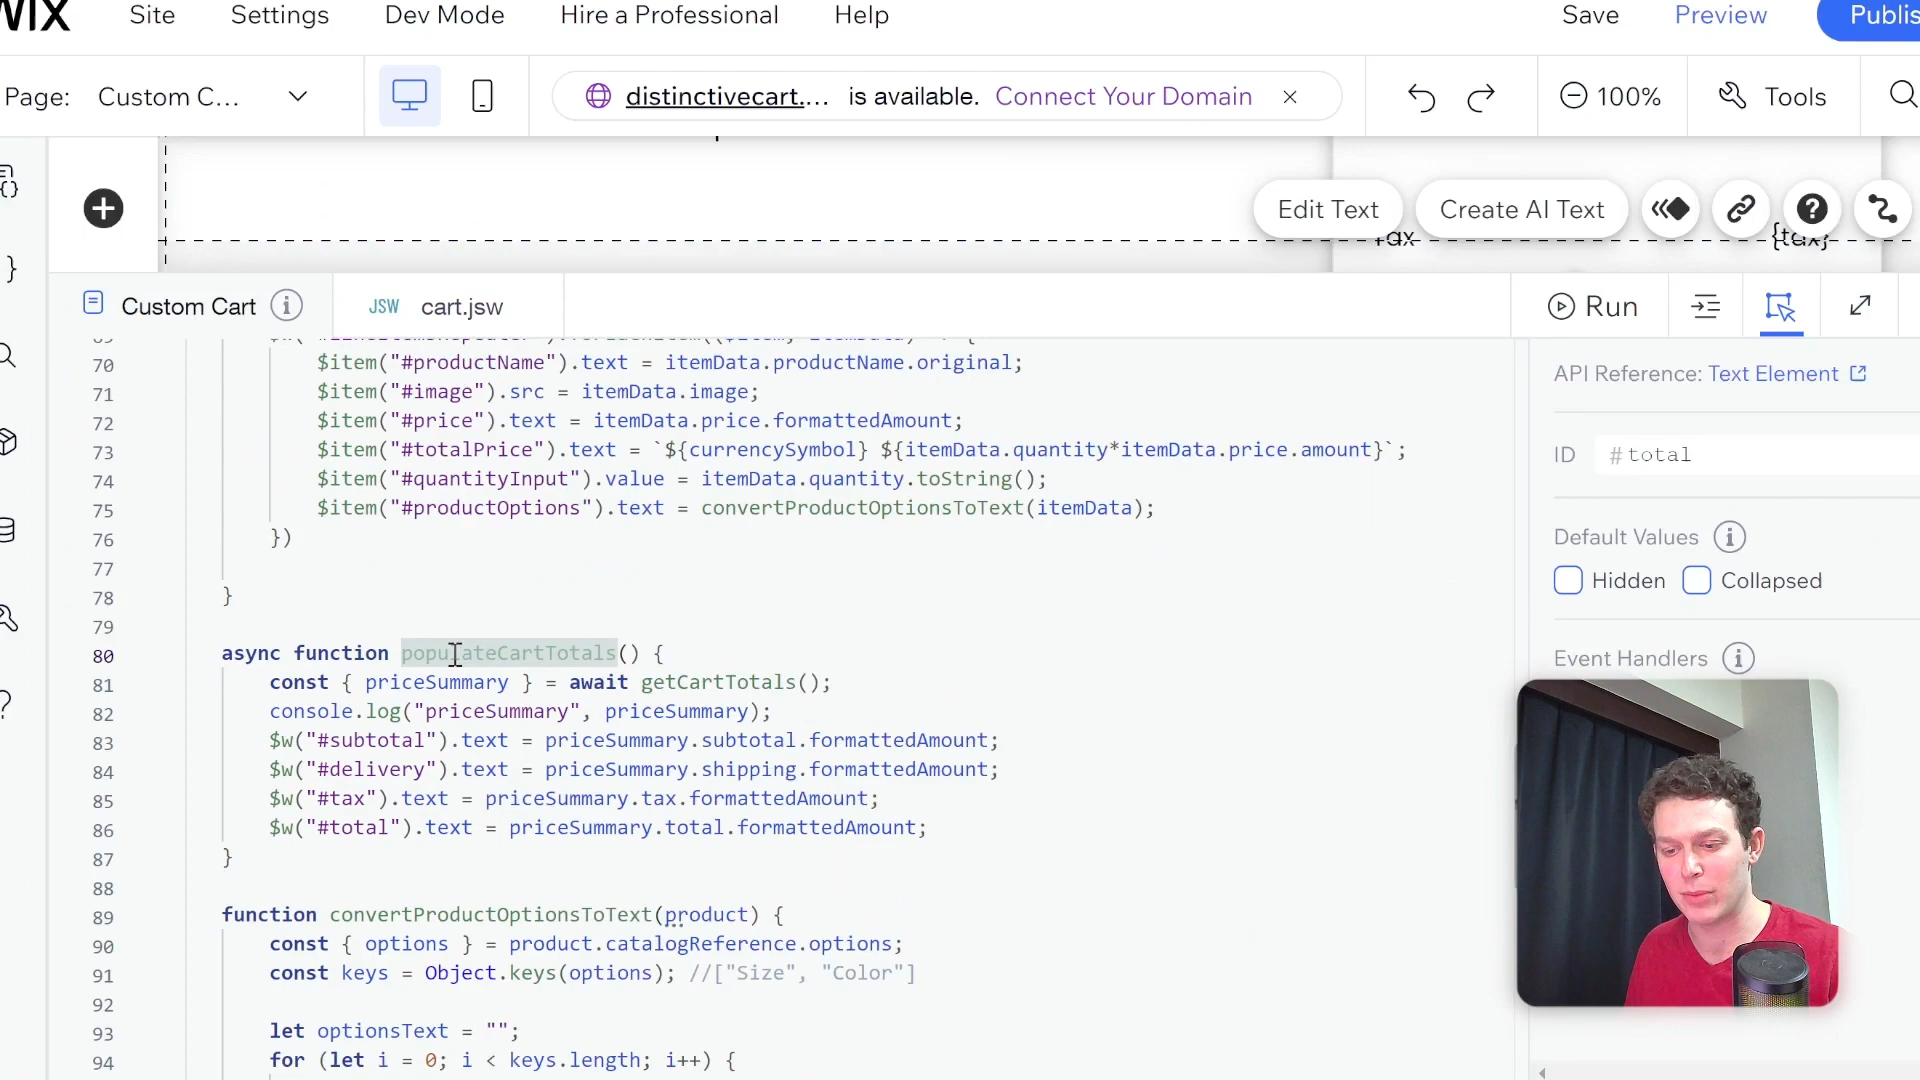 WIX Site Settings Dev Mode Hire a Professional Help Save Preview Publis
Page: Custom C... distinctivecart.... is available. Connect Your Domain × 100% Tools
Edit Text Create AI Text
Tax {tax}
Custom Cart JSW cart.jsw Run
70 $item("#productName").text = itemData.productName.original;
71 $item("#image").src = itemData.image;
72 $item("#price").text = itemData.price.formattedAmount;
73 $item("#totalPrice").text = `${currencySymbol} ${itemData.quantity*itemData.price.amount}`;
74 $item("#quantityInput").value = itemData.quantity.toString();
75 $item("#productOptions").text = convertProductOptionsToText(itemData);
76 })
77
78 }
79
80 async function populateCartTotals() {
81 const { priceSummary } = await getCartTotals();
82 console.log("priceSummary", priceSummary);
83 $w("#subtotal").text = priceSummary.subtotal.formattedAmount;
84 $w("#delivery").text = priceSummary.shipping.formattedAmount;
85 $w("#tax").text = priceSummary.tax.formattedAmount;
86 $w("#total").text = priceSummary.total.formattedAmount;
87 }
88
89 function convertProductOptionsToText(product) {
90 const { options } = product.catalogReference.options;
91 const keys = Object.keys(options); //["Size", "Color"]
92
93 let optionsText = "";
94 for (let i = 0; i < keys.length; i++) {
API Reference: Text Element
ID # total
Default Values
Hidden Collapsed
Event Handlers